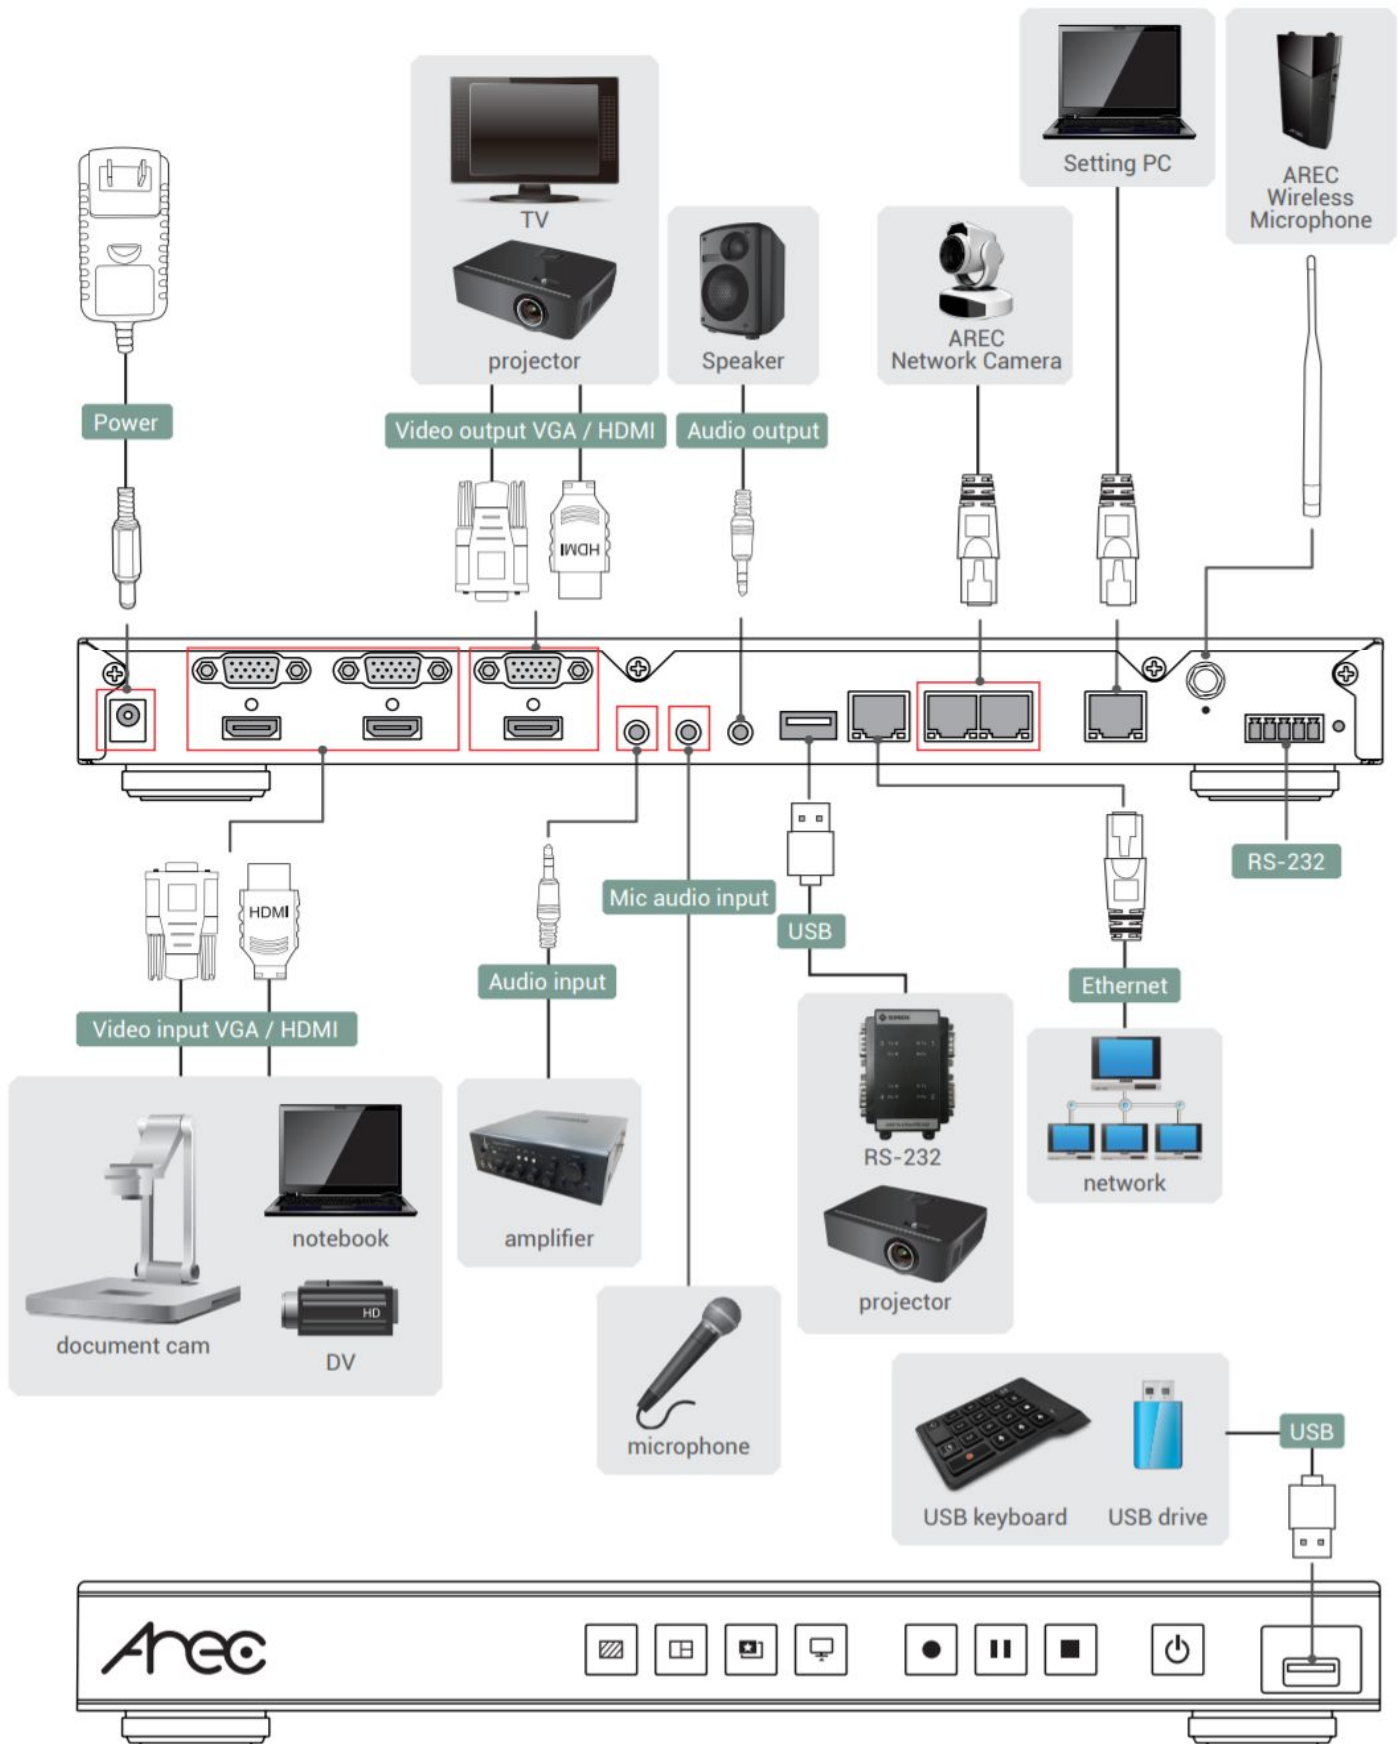 Setting PC
AREC
Wireless
Microphone
TV
projector
Speaker
AREC
Network Camera
Power
Video output VGA / HDMI
Audio output
HDMI
RS-232
HDMI
Mic audio input
USB
Audio input
Ethernet
Video input VGA / HDMI
RS-232
network
notebook
amplifier
HD
projector
document cam
DV
microphone
USB
USB keyboard
USB drive
Arec